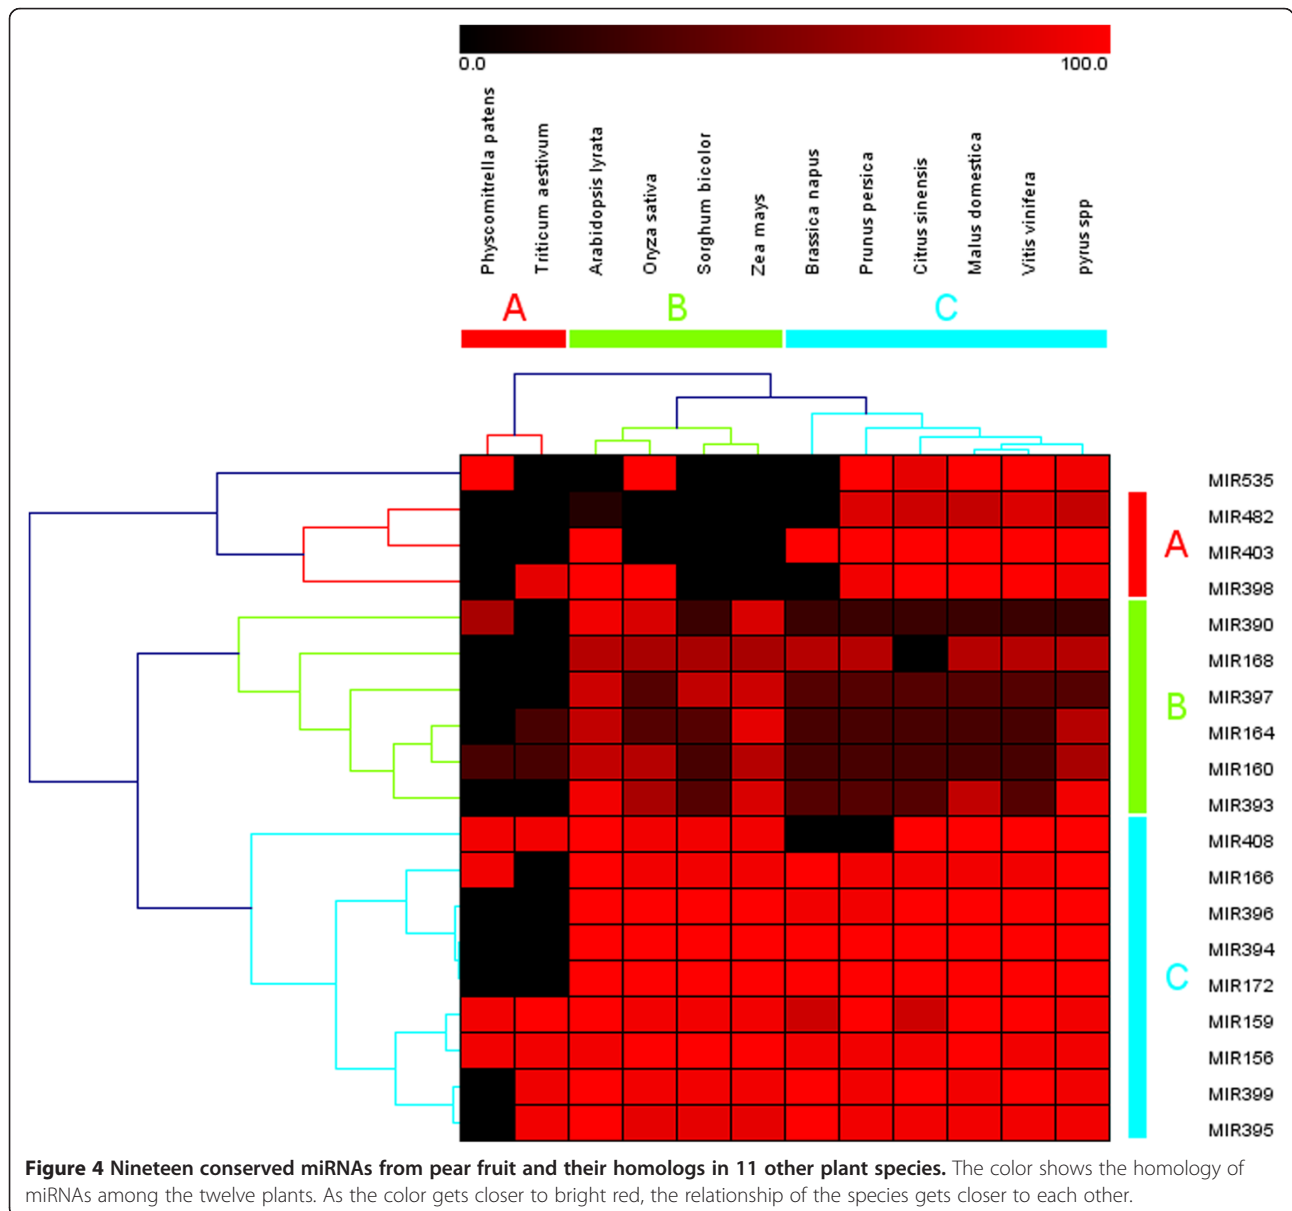 0.0 100.0
Physcomitrella patens
Triticum aestivum
Arabidopsis lyrata
Oryza sativa
Sorghum bicolor
Zea mays
Brassica napus
Prunus persica
Citrus sinensis
Malus domestica
Vitis vinifera
pyrus spp
A B C
MIR535
MIR482
MIR403
A
MIR398
MIR390
MIR168
MIR397
B
MIR164
MIR160
MIR393
MIR408
MIR166
MIR396
MIR394
C
MIR172
MIR159
MIR156
MIR399
MIR395
Figure 4 Nineteen conserved miRNAs from pear fruit and their homologs in 11 other plant species. The color shows the homology of
miRNAs among the twelve plants. As the color gets closer to bright red, the relationship of the species gets closer to each other.